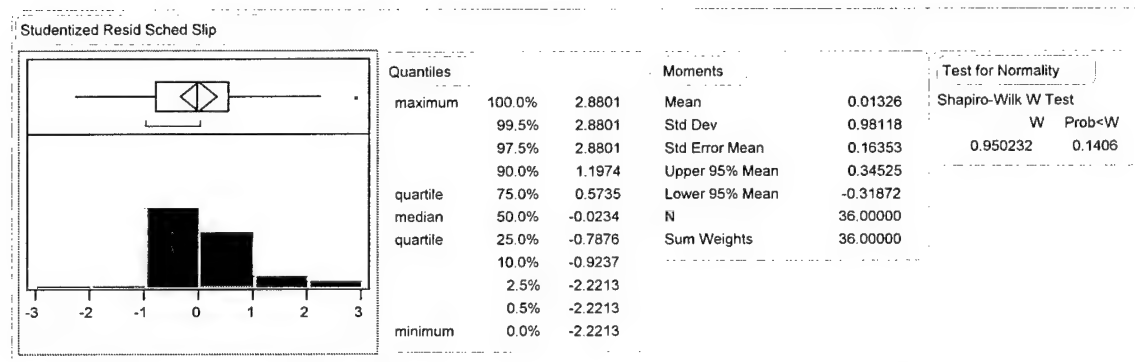 Studentized Resid Sched Slip
Quantiles
maximum 100.0% 2.8801
99.5% 2.8801
97.5% 2.8801
90.0% 1.1974
quartile 75.0% 0.5735
median 50.0% -0.0234
quartile 25.0% -0.7876
10.0% -0.9237
2.5% -2.2213
0.5% -2.2213
minimum 0.0% -2.2213
Moments
Mean 0.01326
Std Dev 0.98118
Std Error Mean 0.16353
Upper 95% Mean 0.34525
Lower 95% Mean -0.31872
N 36.00000
Sum Weights 36.00000
Test for Normality
Shapiro-Wilk W Test
W Prob<W
0.950232 0.1406
-3 -2 -1 0 1 2 3